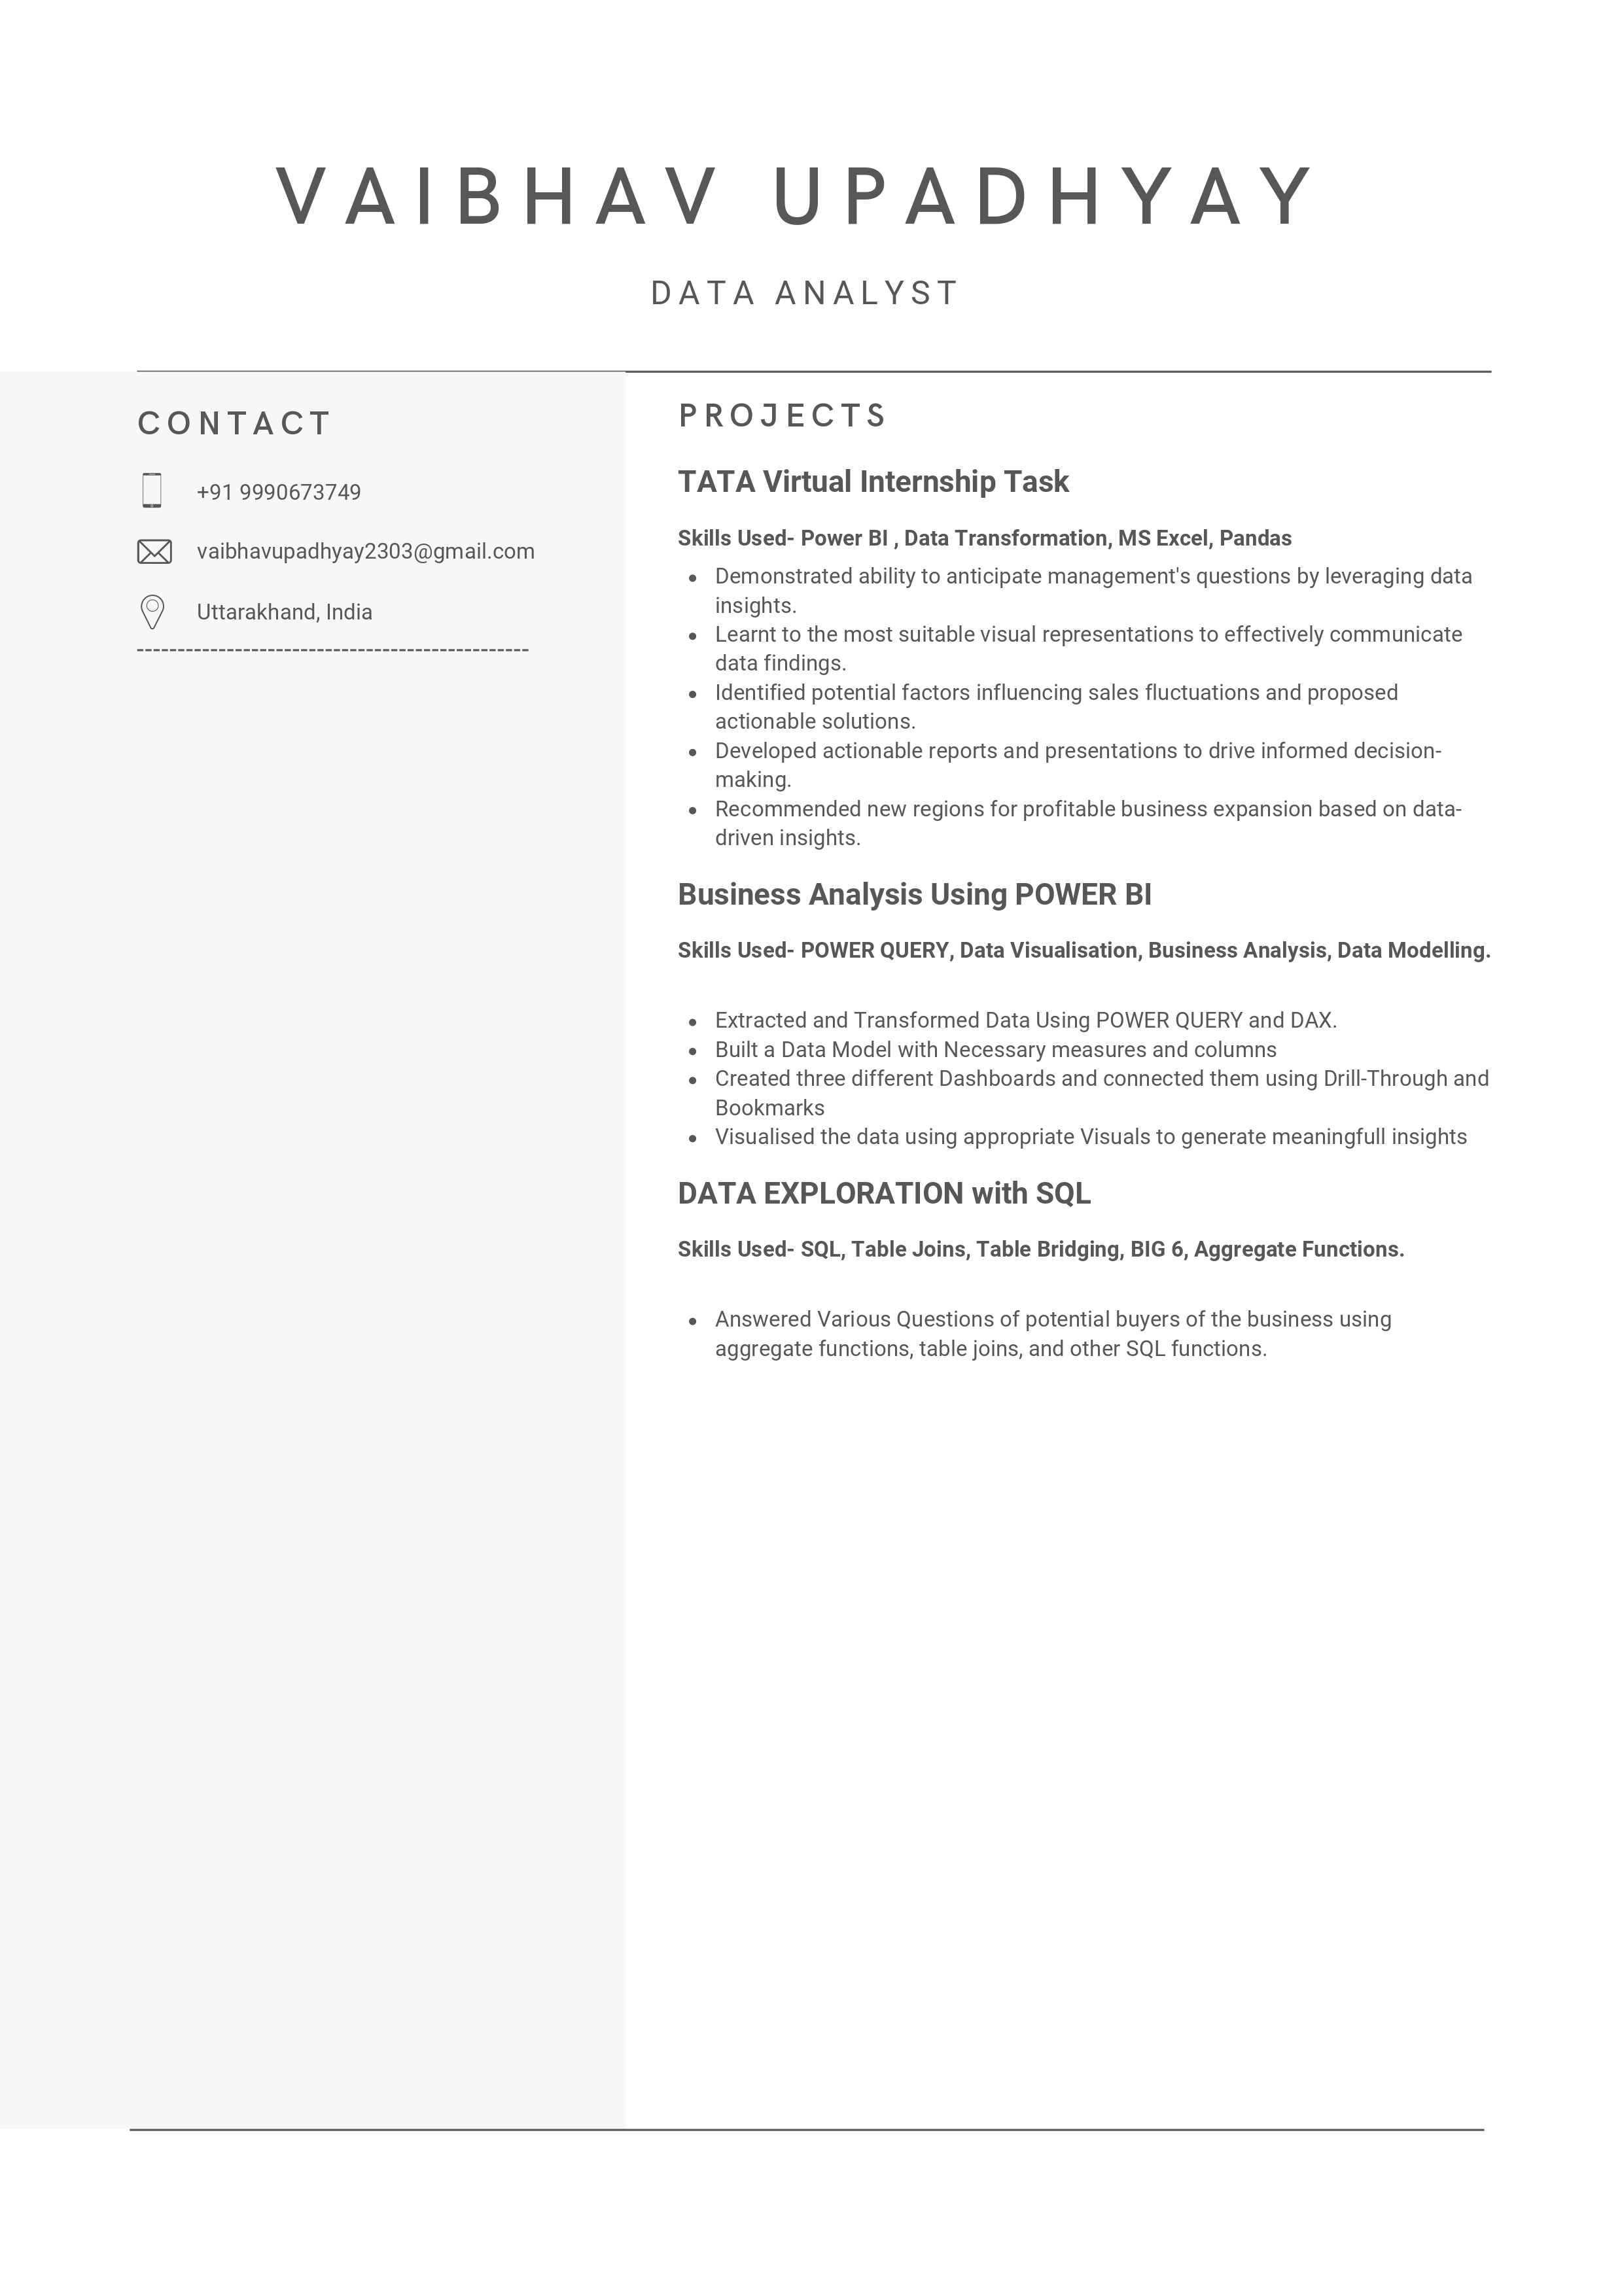 VAIBHAV UPADHYAY
DATA ANALYST
CONTACT
+91 9990673749
vaibhavupadhyay2303@gmail.com
Uttarakhand, India
PROJECTS
TATA Virtual Internship Task
Skills Used- Power BI , Data Transformation, MS Excel, Pandas
• Demonstrated ability to anticipate management's questions by leveraging data
insights.
• Learnt to the most suitable visual representations to effectively communicate
data findings.
• Identified potential factors influencing sales fluctuations and proposed
actionable solutions.
• Developed actionable reports and presentations to drive informed decision-
making.
• Recommended new regions for profitable business expansion based on data-
driven insights.
Business Analysis Using POWER BI
Skills Used- POWER QUERY, Data Visualisation, Business Analysis, Data Modelling.
• Extracted and Transformed Data Using POWER QUERY and DAX.
• Built a Data Model with Necessary measures and columns
• Created three different Dashboards and connected them using Drill-Through and
Bookmarks
• Visualised the data using appropriate Visuals to generate meaningfull insights
DATA EXPLORATION with SQL
Skills Used- SQL, Table Joins, Table Bridging, BIG 6, Aggregate Functions.
• Answered Various Questions of potential buyers of the business using
aggregate functions, table joins, and other SQL functions.